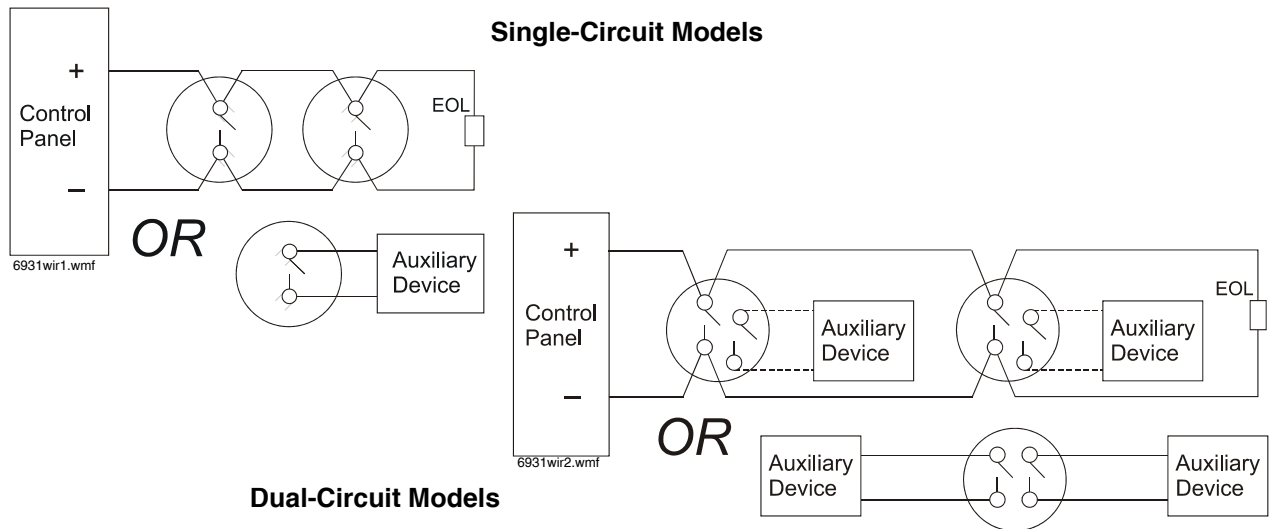 Single-Circuit Models
+
Control
Panel
−
EOL
6931wir1.wmf
OR
Auxiliary
Device
+
Control
Panel
−
Auxiliary
Device
Auxiliary
Device
EOL
6931wir2.wmf
OR
Auxiliary
Device
Auxiliary
Device
Dual-Circuit Models